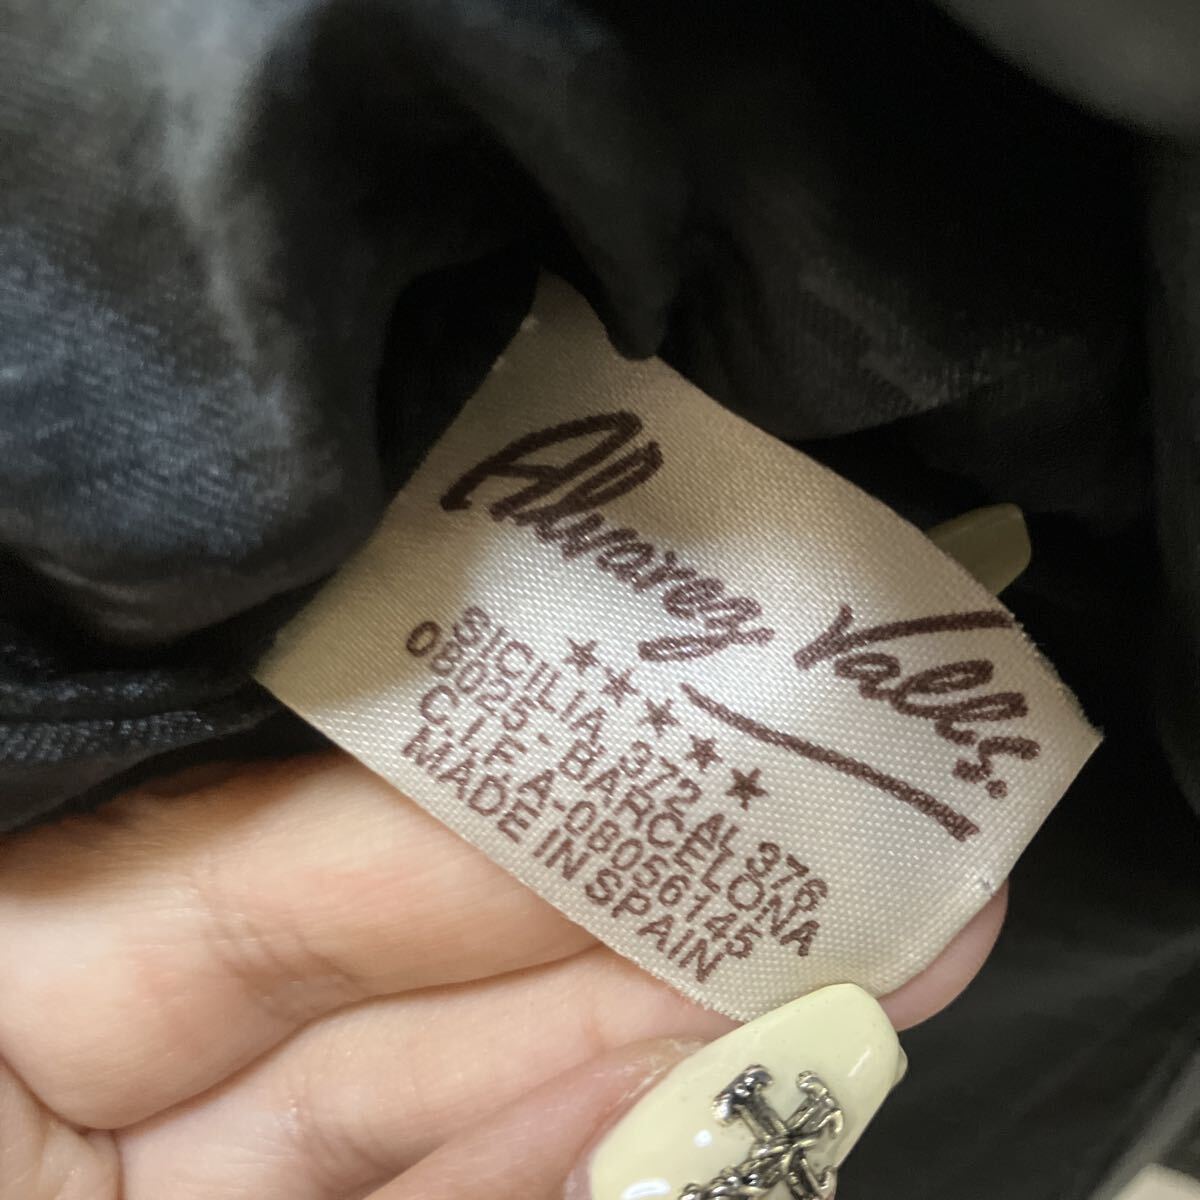 Alvarez Valls.
★★★★★
SICILIA, 372 AL 376
08025-BARCELONA
C.I.F. A-08056145
MADE IN SPAIN